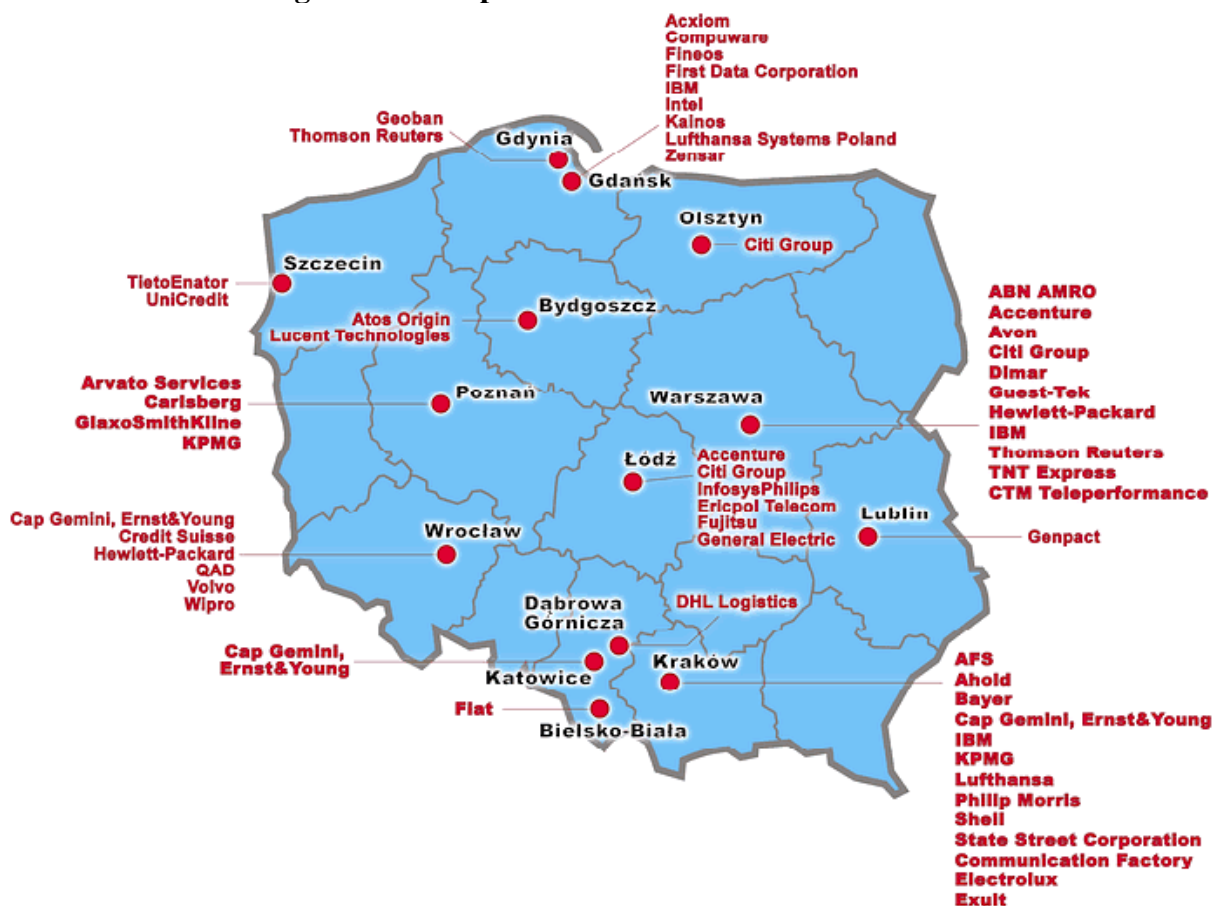 Acxiom
Compuware
Fineos
First Data Corporation
IBM
Intel
Kainos
Lufthansa Systems Poland
Zensar
Geoban
Thomson Reuters
Gdynia
Gdańsk
Olsztyn
Citi Group
Szczecin
TietoEnator
UniCredit
Bydgoszcz
Atos Origin
Lucent Technologies
ABN AMRO
Accenture
Avon
Citi Group
Dimar
Guest-Tek
Hewlett-Packard
IBM
Thomson Reuters
TNT Express
CTM Teleperformance
Arvato Services
Carlsberg
GlaxoSmithKline
KPMG
Poznań
Warszawa
Łódź
Accenture
Citi Group
InfosysPhilips
Ericpol Telecom
Fujitsu
General Electric
Lublin
Genpact
Cap Gemini, Ernst&Young
Credit Suisse
Hewlett-Packard
QAD
Volvo
Wipro
Wrocław
Dąbrowa
Górnicza
DHL Logistics
Cap Gemini,
Ernst&Young
Katowice
Kraków
Fiat
Bielsko-Biała
AFS
Ahold
Bayer
Cap Gemini, Ernst&Young
IBM
KPMG
Lufthansa
Philip Morris
Shell
State Street Corporation
Communication Factory
Electrolux
Exult